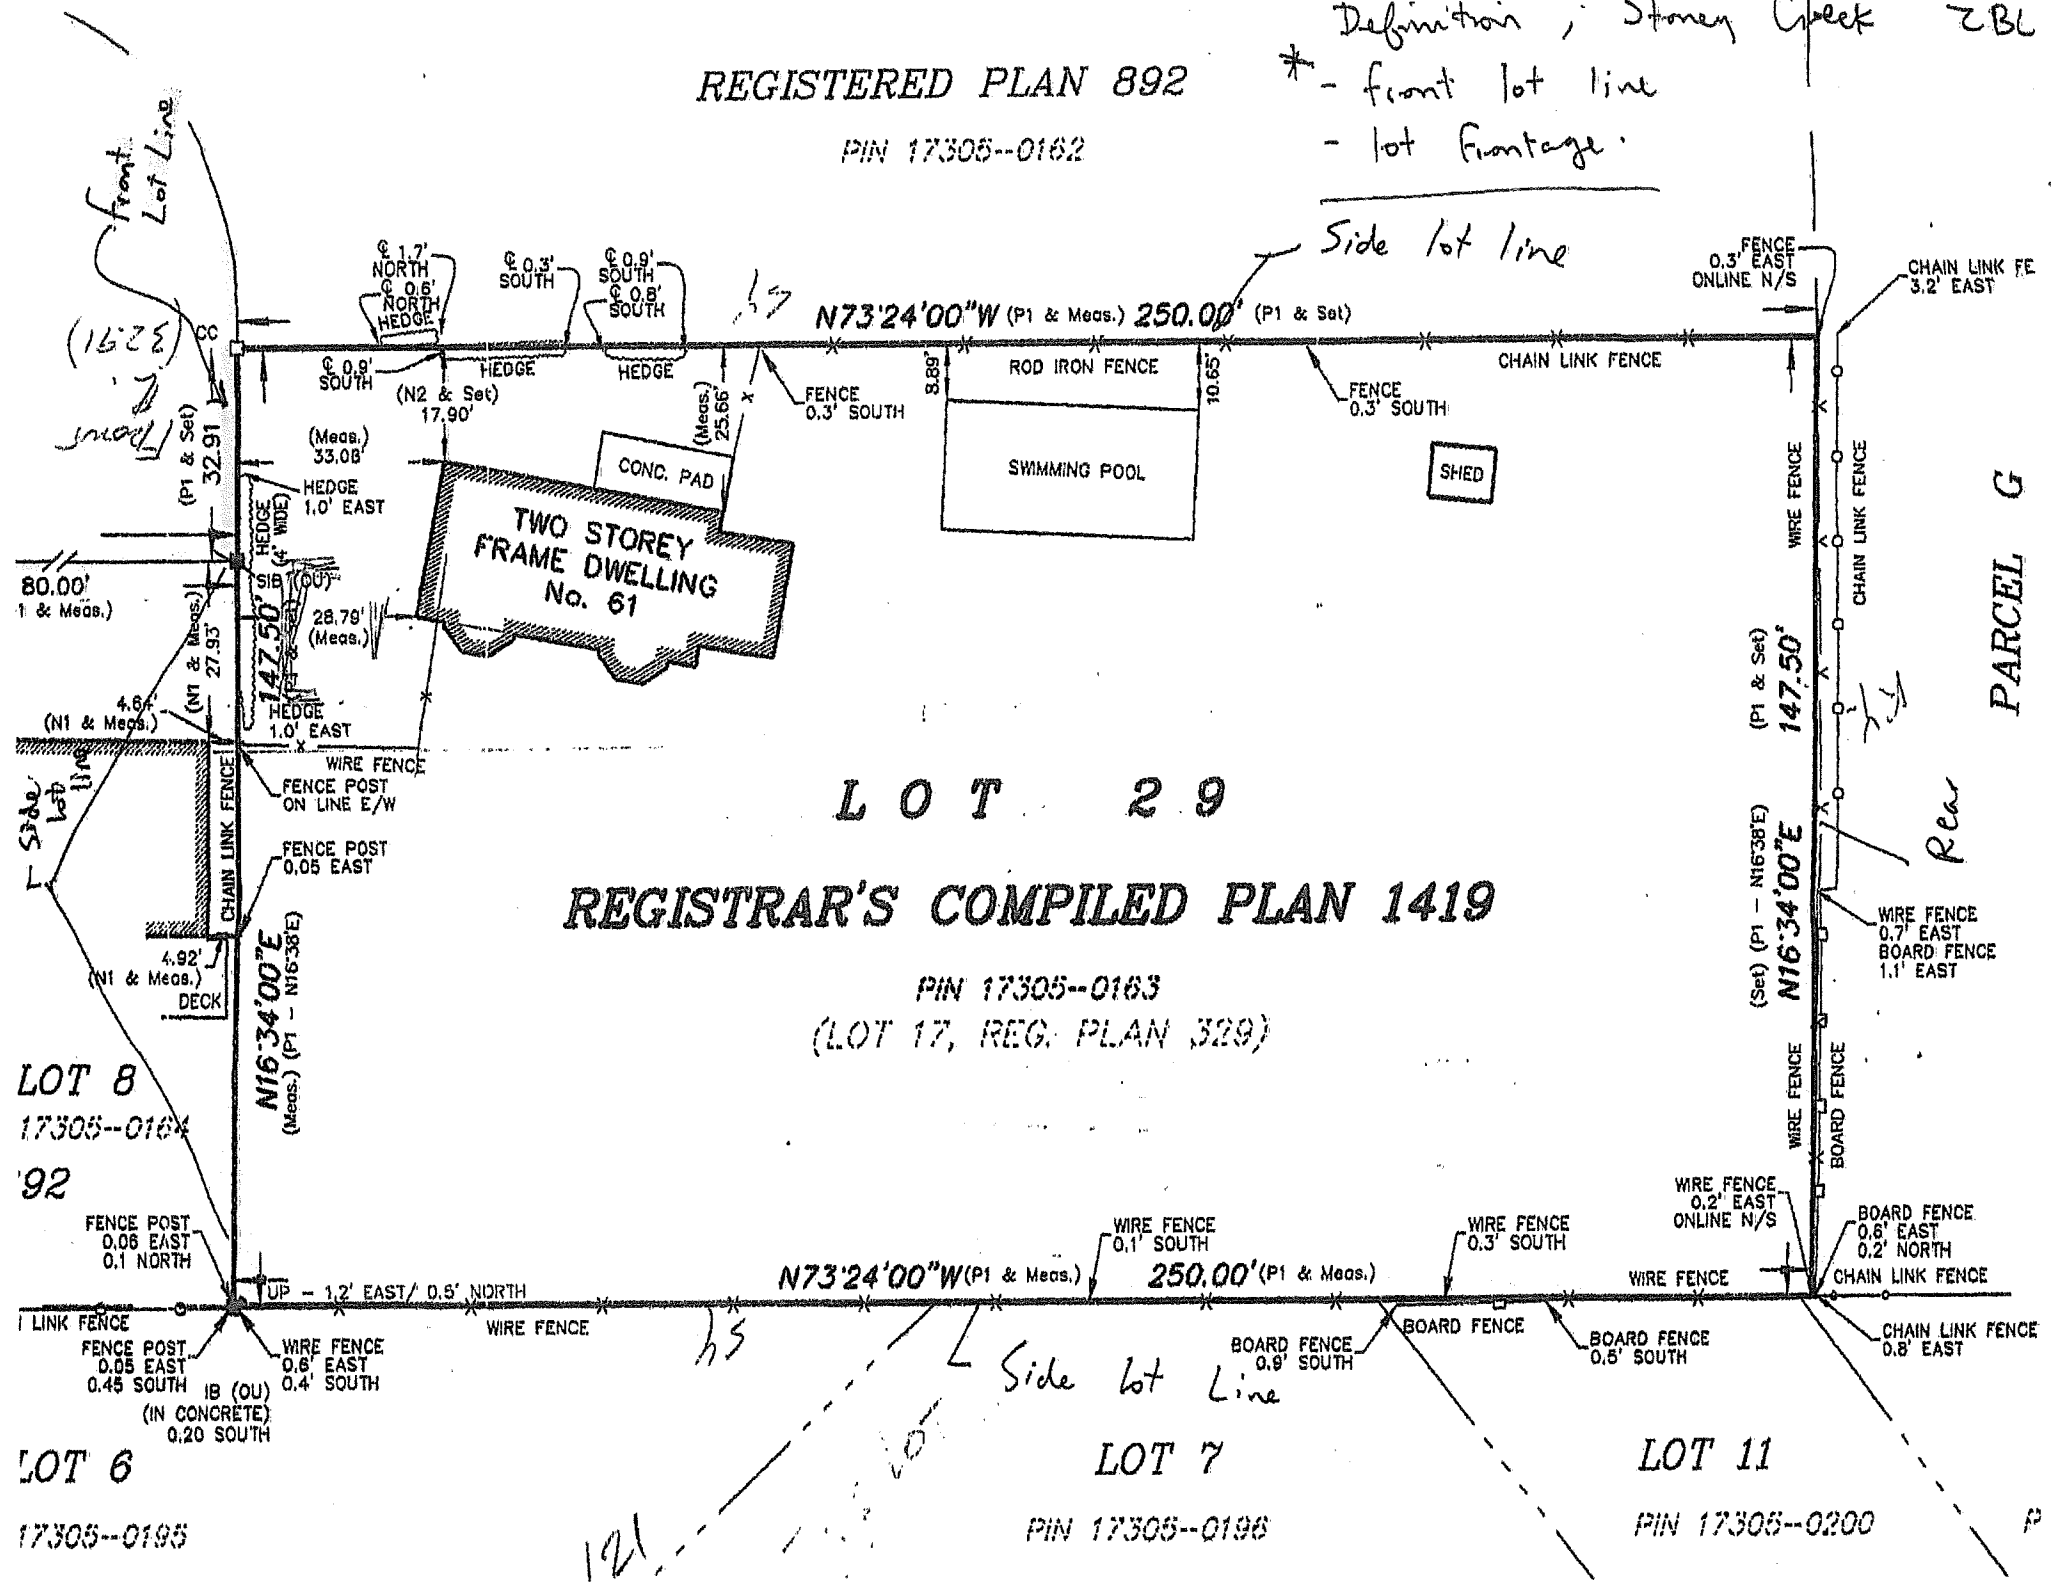 Definition ; Stoney Creek ZBL
* - front lot line
- lot frontage.
REGISTERED PLAN 892
PIN 17305--0162
front
Lot Line
Side lot line
℄ 1.7'
NORTH
℄ 0.6'
NORTH
HEDGE
℄ 0.3'
SOUTH
℄ 0.9'
SOUTH
℄ 0.8'
SOUTH
N73°24'00"W (P1 & Meas.) 250.00' (P1 & Set)
FENCE
0.3' EAST
ONLINE N/S
CHAIN LINK FE
3.2' EAST
(32.91)
Front
CC
℄ 0.9'
SOUTH
HEDGE
HEDGE
(N2 & Set)
17.90'
(Meas.)
25.66'
FENCE
0.3' SOUTH
8.89'
ROD IRON FENCE
10.65'
FENCE
0.3' SOUTH
CHAIN LINK FENCE
(P1 & Set)
32.91
(Meas.)
33.08'
HEDGE
1.0' EAST
HEDGE
(4' WIDE)
CONC. PAD
SWIMMING POOL
SHED
WIRE FENCE
CHAIN LINK FENCE
PARCEL G
TWO STOREY
FRAME DWELLING
No. 61
80.00'
1 & Meas.)
SIB (OU)
147.50'
(P1 & Set)
28.79'
(Meas.)
(N1 & Meas.)
27.93'
4.64'
(N1 & Meas.)
HEDGE
1.0' EAST
WIRE FENCE
(P1 & Set)
147.50'
Side
lot
line
CHAIN LINK FENCE
FENCE POST
ON LINE E/W
FENCE POST
0.05 EAST
LOT 29
Rear
REGISTRAR'S COMPILED PLAN 1419
PIN 17305--0163
(LOT 17, REG. PLAN 329)
(Set) (P1 - N16°38'E)
N16°34'00"E
WIRE FENCE
0.7' EAST
BOARD FENCE
1.1' EAST
4.92'
(N1 & Meas.)
DECK
N16°34'00"E
(Meas.) (P1 - N16°38'E)
LOT 8
17305--0164
'92
WIRE FENCE
BOARD FENCE
FENCE POST
0.06 EAST
0.1 NORTH
WIRE FENCE
0.1' SOUTH
WIRE FENCE
0.3' SOUTH
WIRE FENCE
0.2' EAST
ONLINE N/S
BOARD FENCE
0.6' EAST
0.2' NORTH
UP - 1.2' EAST/ 0.5' NORTH
N73°24'00"W (P1 & Meas.) 250.00' (P1 & Meas.)
WIRE FENCE
CHAIN LINK FENCE
LINK FENCE
WIRE FENCE
BOARD FENCE
FENCE POST
0.05 EAST
0.45 SOUTH
WIRE FENCE
0.6' EAST
0.4' SOUTH
IB (OU)
(IN CONCRETE)
0.20 SOUTH
Side Lot Line
BOARD FENCE
0.9' SOUTH
BOARD FENCE
0.5' SOUTH
CHAIN LINK FENCE
0.8' EAST
LOT 6
17305--0195
LOT
LOT 7
PIN 17305--0196
LOT 11
PIN 17305--0200
P
121